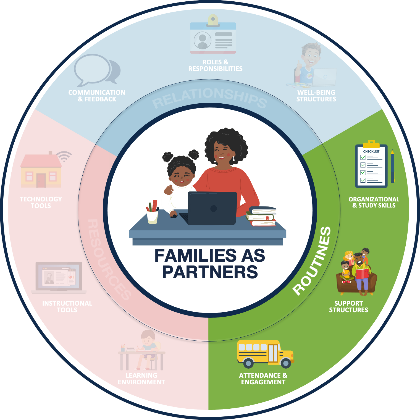 ROLES &
RESPONSIBILITIES
COMMUNICATION
& FEEDBACK
WELL-BEING
STRUCTURES
RELATIONSHIPS
CHECKLIST
ORGANIZATIONAL
& STUDY SKILLS
TECHNOLOGY
TOOLS
FAMILIES AS
PARTNERS
RESOURCES
ROUTINES
INSTRUCTIONAL
TOOLS
SUPPORT
STRUCTURES
LEARNING
ENVIRONMENT
ATTENDANCE &
ENGAGEMENT